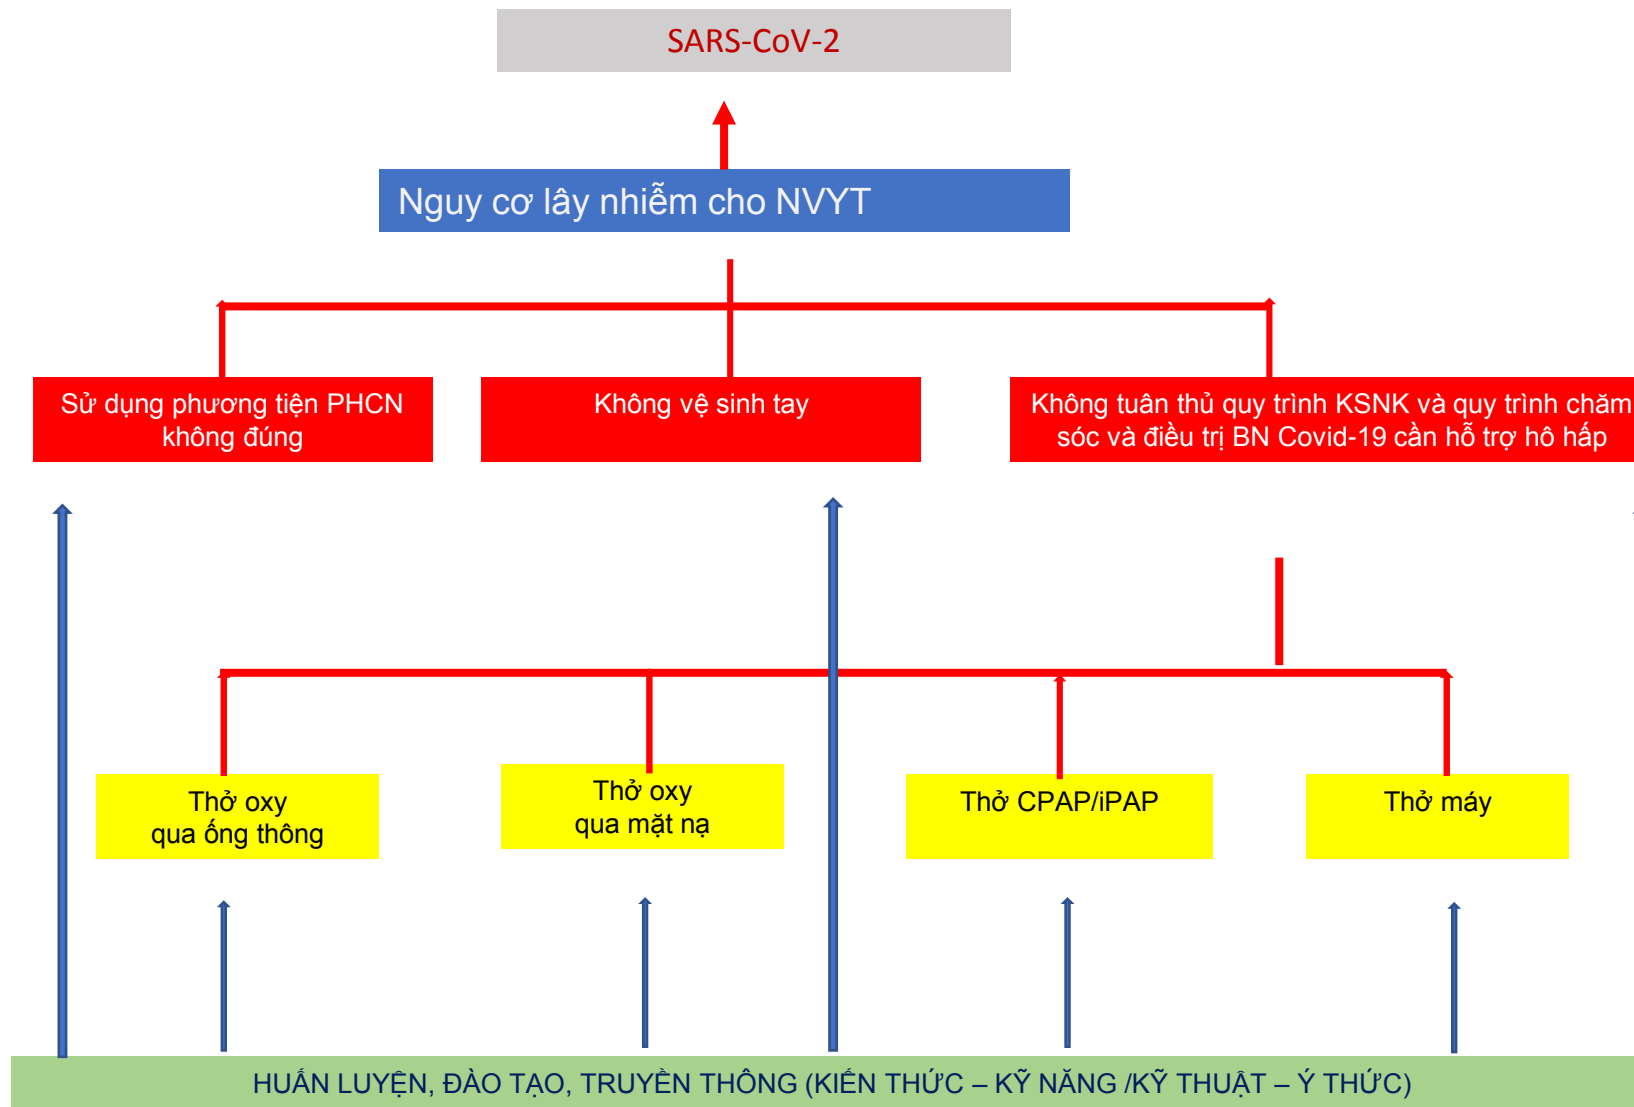 SARS-CoV-2
Nguy cơ lây nhiễm cho NVYT
Sử dụng phương tiện PHCN
không đúng
Không vệ sinh tay
Không tuân thủ quy trình KSNK và quy trình chăm
sóc và điều trị BN Covid-19 cần hỗ trợ hô hấp
Thở oxy
qua ống thông
Thở oxy
qua mặt nạ
Thở CPAP/iPAP
Thở máy
HUẤN LUYỆN, ĐÀO TẠO, TRUYỀN THÔNG (KIẾN THỨC – KỸ NĂNG /KỸ THUẬT – Ý THỨC)